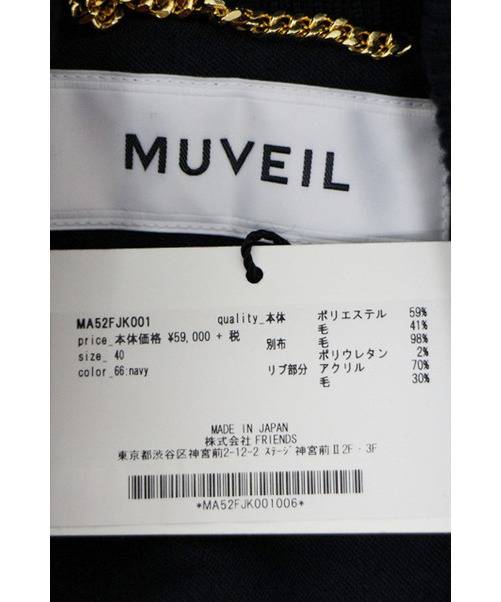 MUVEIL
MA52FJK001 quality_本体 ポリエステル 59%
毛 41%
price_本体価格 ¥59,000 + 税 別布 毛 98%
size_ 40 ポリウレタン 2%
color_66:navy リブ部分 アクリル 70%
毛 30%
MADE IN JAPAN
株式会社 FRIENDS
東京都渋谷区神宮前2-12-2 ｽﾃｰｼﾞ 神宮前Ⅱ2F・3F
*MA52FJK001006*